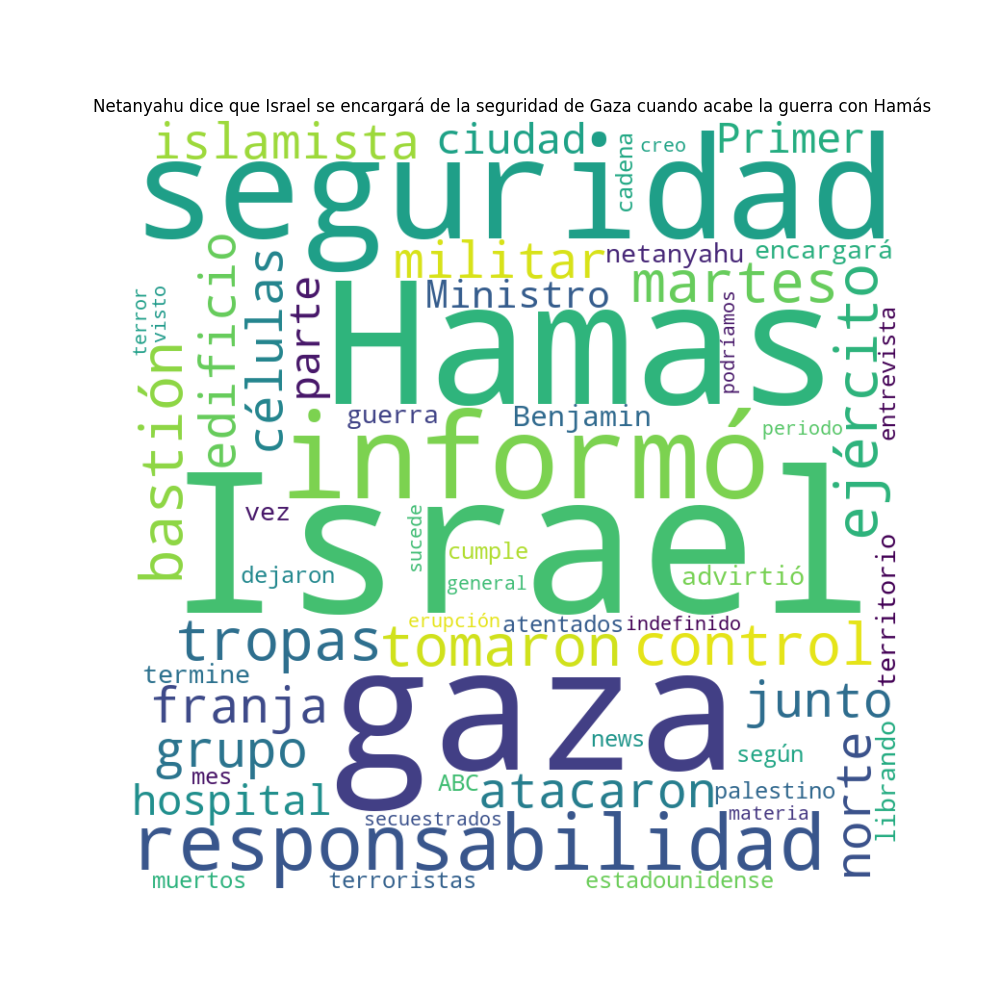 Netanyahu dice que Israel se encargará de la seguridad de Gaza cuando acabe la guerra con Hamás
islamista
ciudad
cadena
creo
Primer
seguridad
militar
netanyahu
encargará
edificio
células
parte
Ministro
martes
terror
visto
Hamas
podríamos
ejército
entrevista
bastión
guerra
Benjamin
periodo
informó
Israel
vez
sucede
cumple
dejaron
general
advirtió
territorio
erupción
atentados
indefinido
tropas
tomaron
control
termine
franja
gaza
junto
grupo
news
según
norte
librando
mes
ABC
hospital
atacaron
palestino
secuestrados
materia
responsabilidad
muertos
terroristas
estadounidense